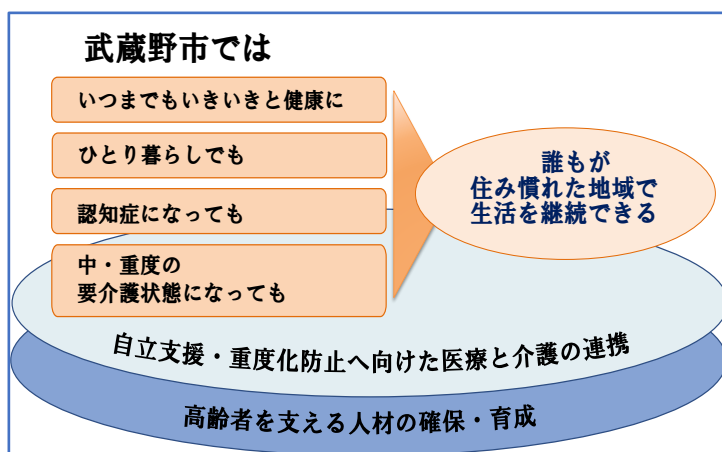 武蔵野市では
いつまでもいきいきと健康に
ひとり暮らしでも
認知症になっても
中・重度の
要介護状態になっても
誰もが
住み慣れた地域で
生活を継続できる
自立支援・重度化防止へ向けた医療と介護の連携
高齢者を支える人材の確保・育成